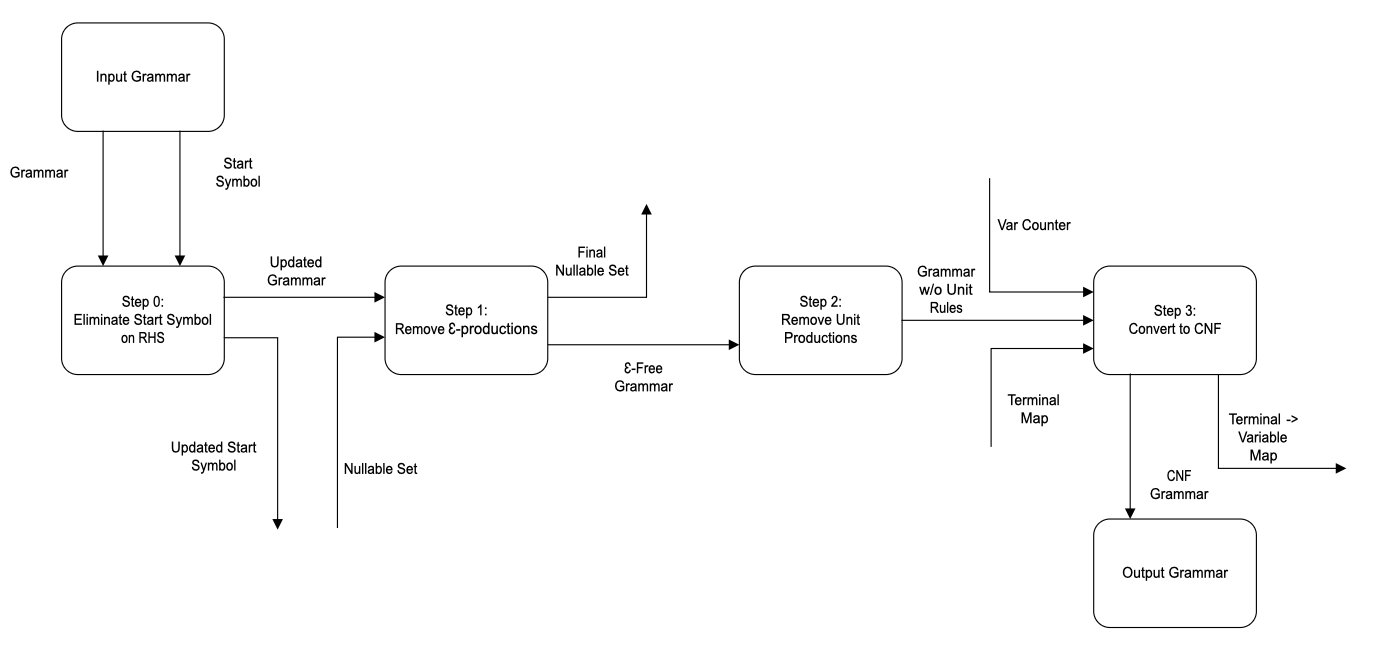 Input Grammar
Grammar
Start
Symbol
Updated
Grammar
Final
Nullable Set
Var Counter
Step 0:
Eliminate Start Symbol
on RHS
Step 1:
Remove Ɛ-productions
Step 2:
Remove Unit
Productions
Grammar
w/o Unit
Rules
Step 3:
Convert to CNF
Ɛ-Free
Grammar
Updated Start
Symbol
Nullable Set
Terminal
Map
Terminal ->
Variable
Map
CNF
Grammar
Output Grammar